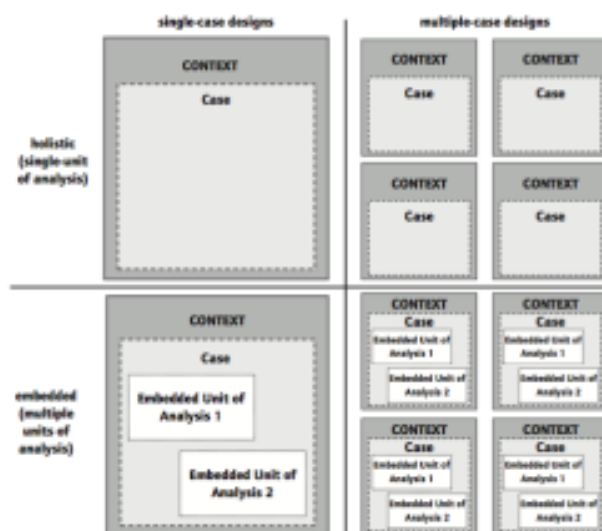 single-case designs
multiple-case designs
holistic
(single-unit
of analysis)
CONTEXT
Case
CONTEXT
Case
CONTEXT
Case
CONTEXT
Case
CONTEXT
Case
embedded
(multiple
units of
analysis)
CONTEXT
Case
Embedded Unit of
Analysis 1
Embedded Unit of
Analysis 2
CONTEXT
Case
Embedded Unit of
Analysis 1
Embedded Unit of
Analysis 2
CONTEXT
Case
Embedded Unit of
Analysis 1
Embedded Unit of
Analysis 2
CONTEXT
Case
Embedded Unit of
Analysis 1
Embedded Unit of
Analysis 2
CONTEXT
Case
Embedded Unit of
Analysis 1
Embedded Unit of
Analysis 2